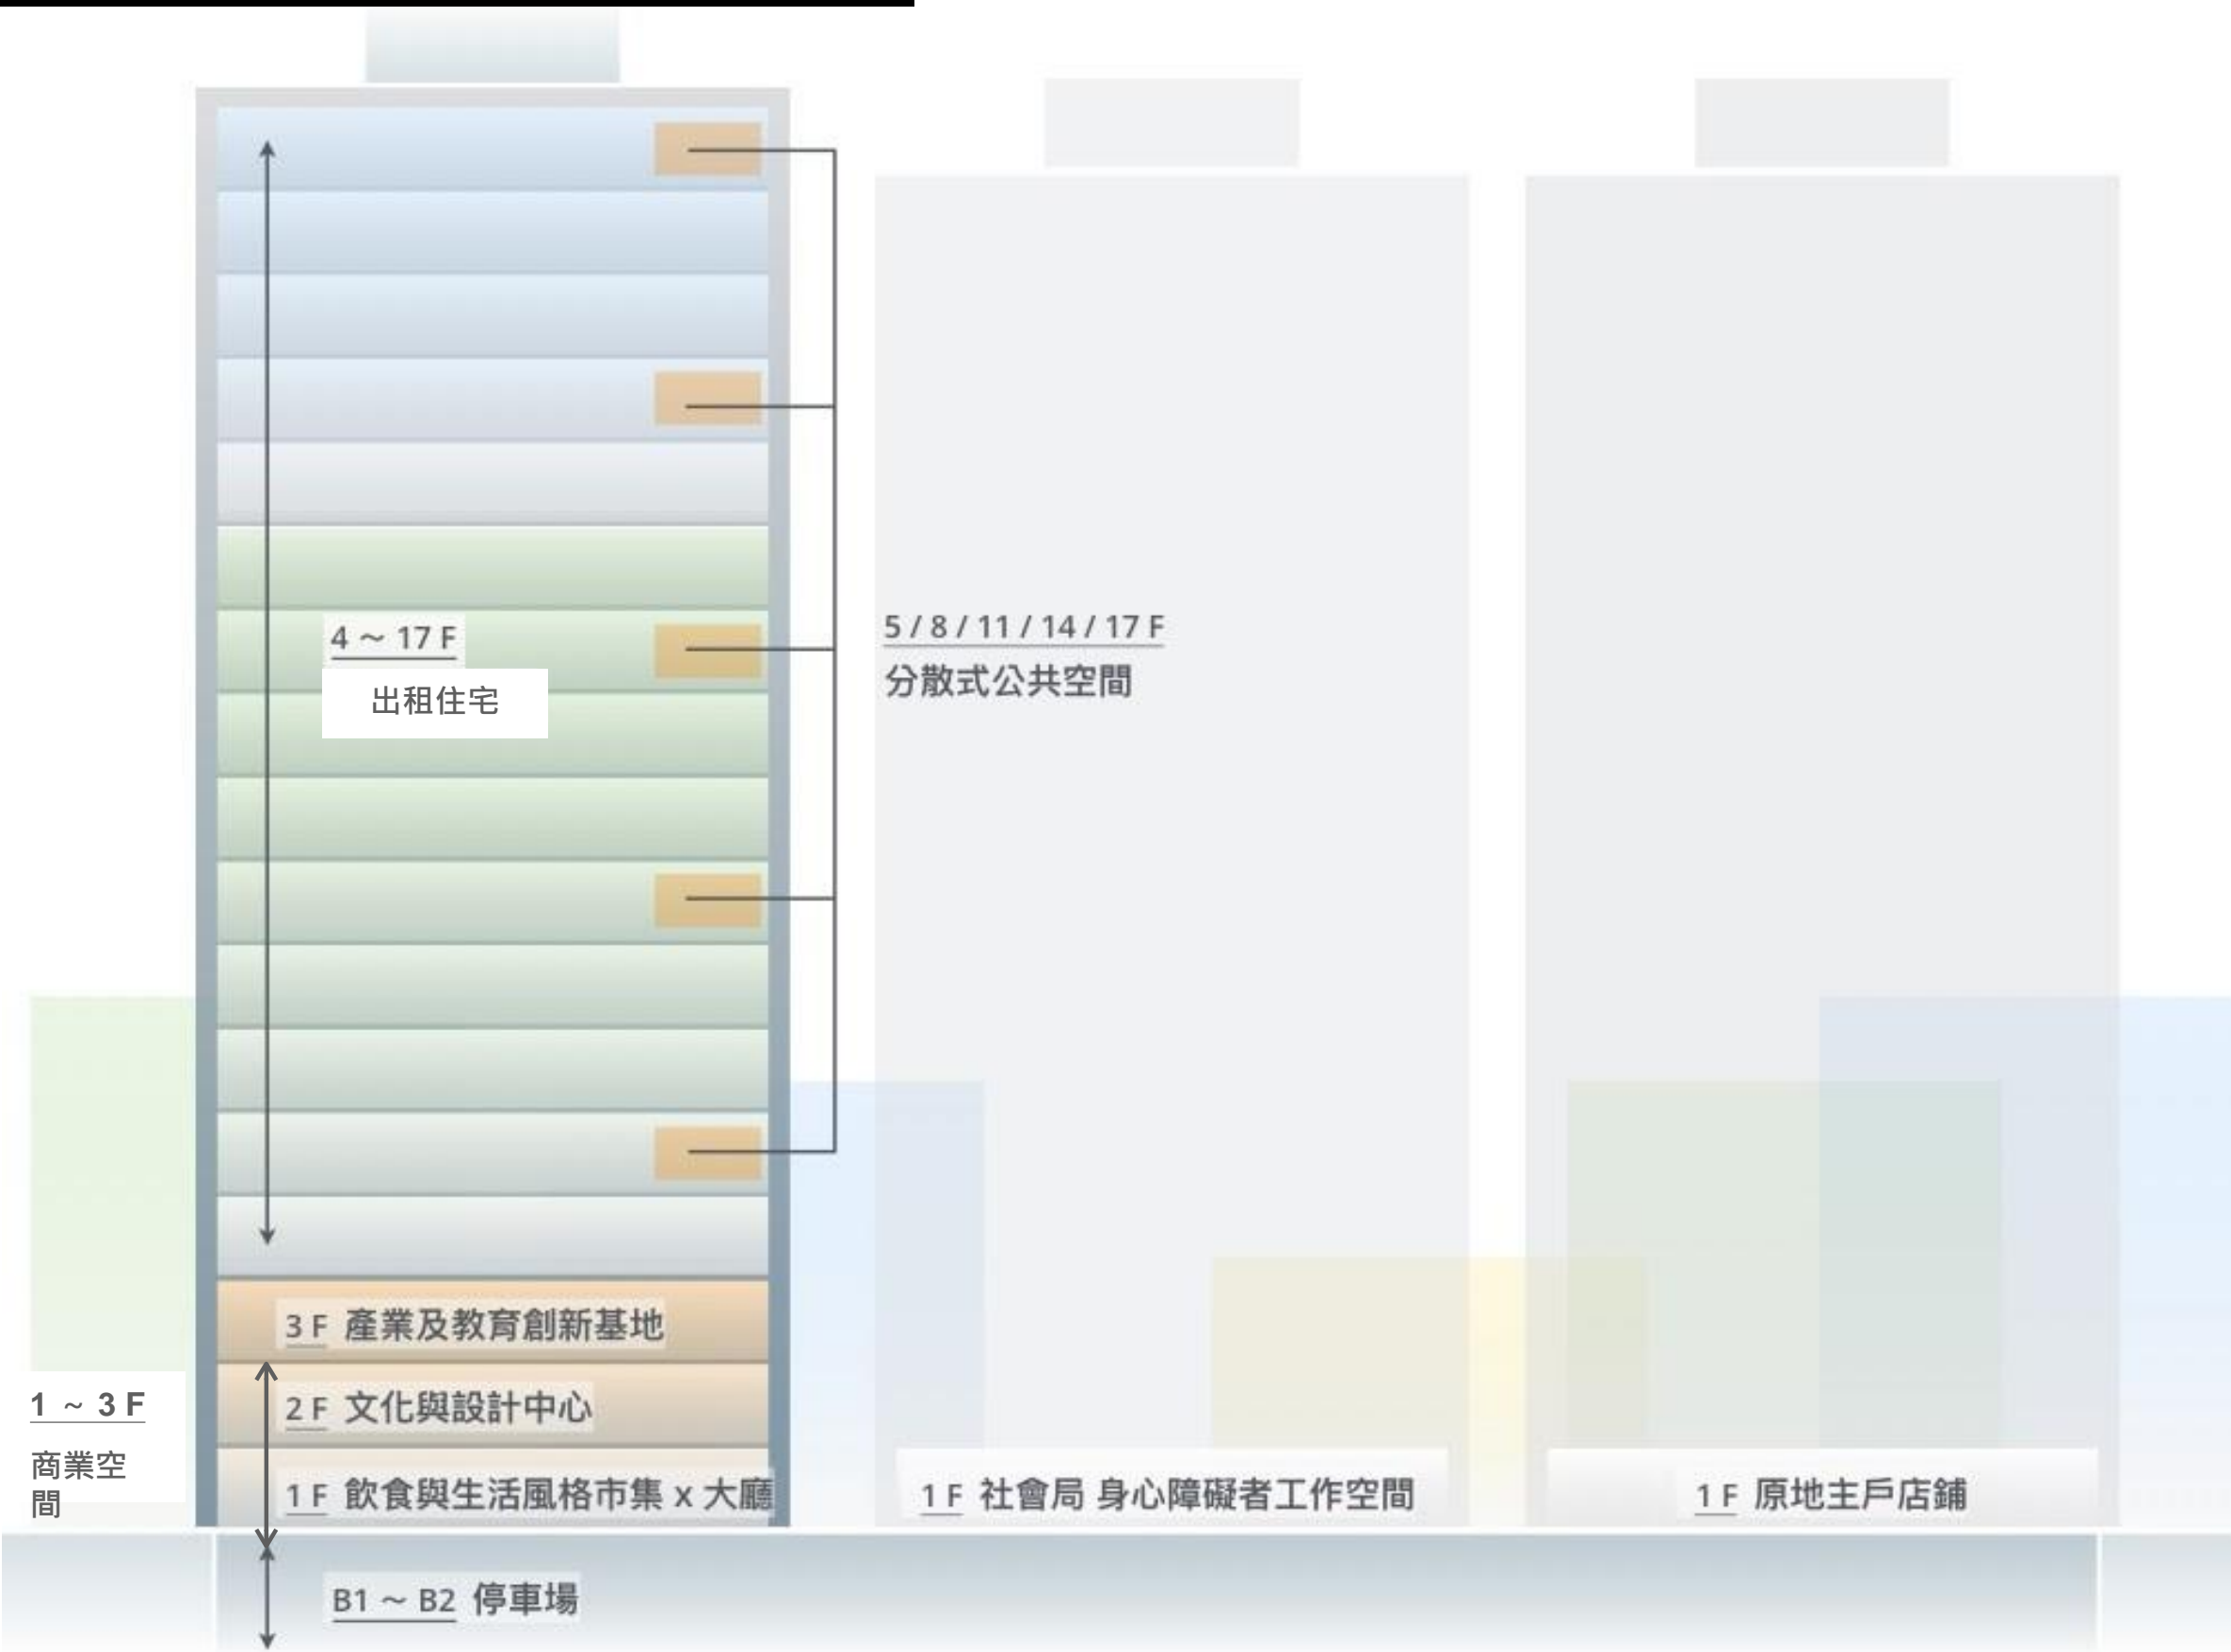 4 ～ 17 F
出租住宅
5 / 8 / 11 / 14 / 17 F
分散式公共空間
3 F 產業及教育創新基地
1 ~ 3 F
商業空
間
2 F 文化與設計中心
1 F 飲食與生活風格市集 x 大廳
1 F 社會局 身心障礙者工作空間
1 F 原地主戶店鋪
B1 ～ B2 停車場